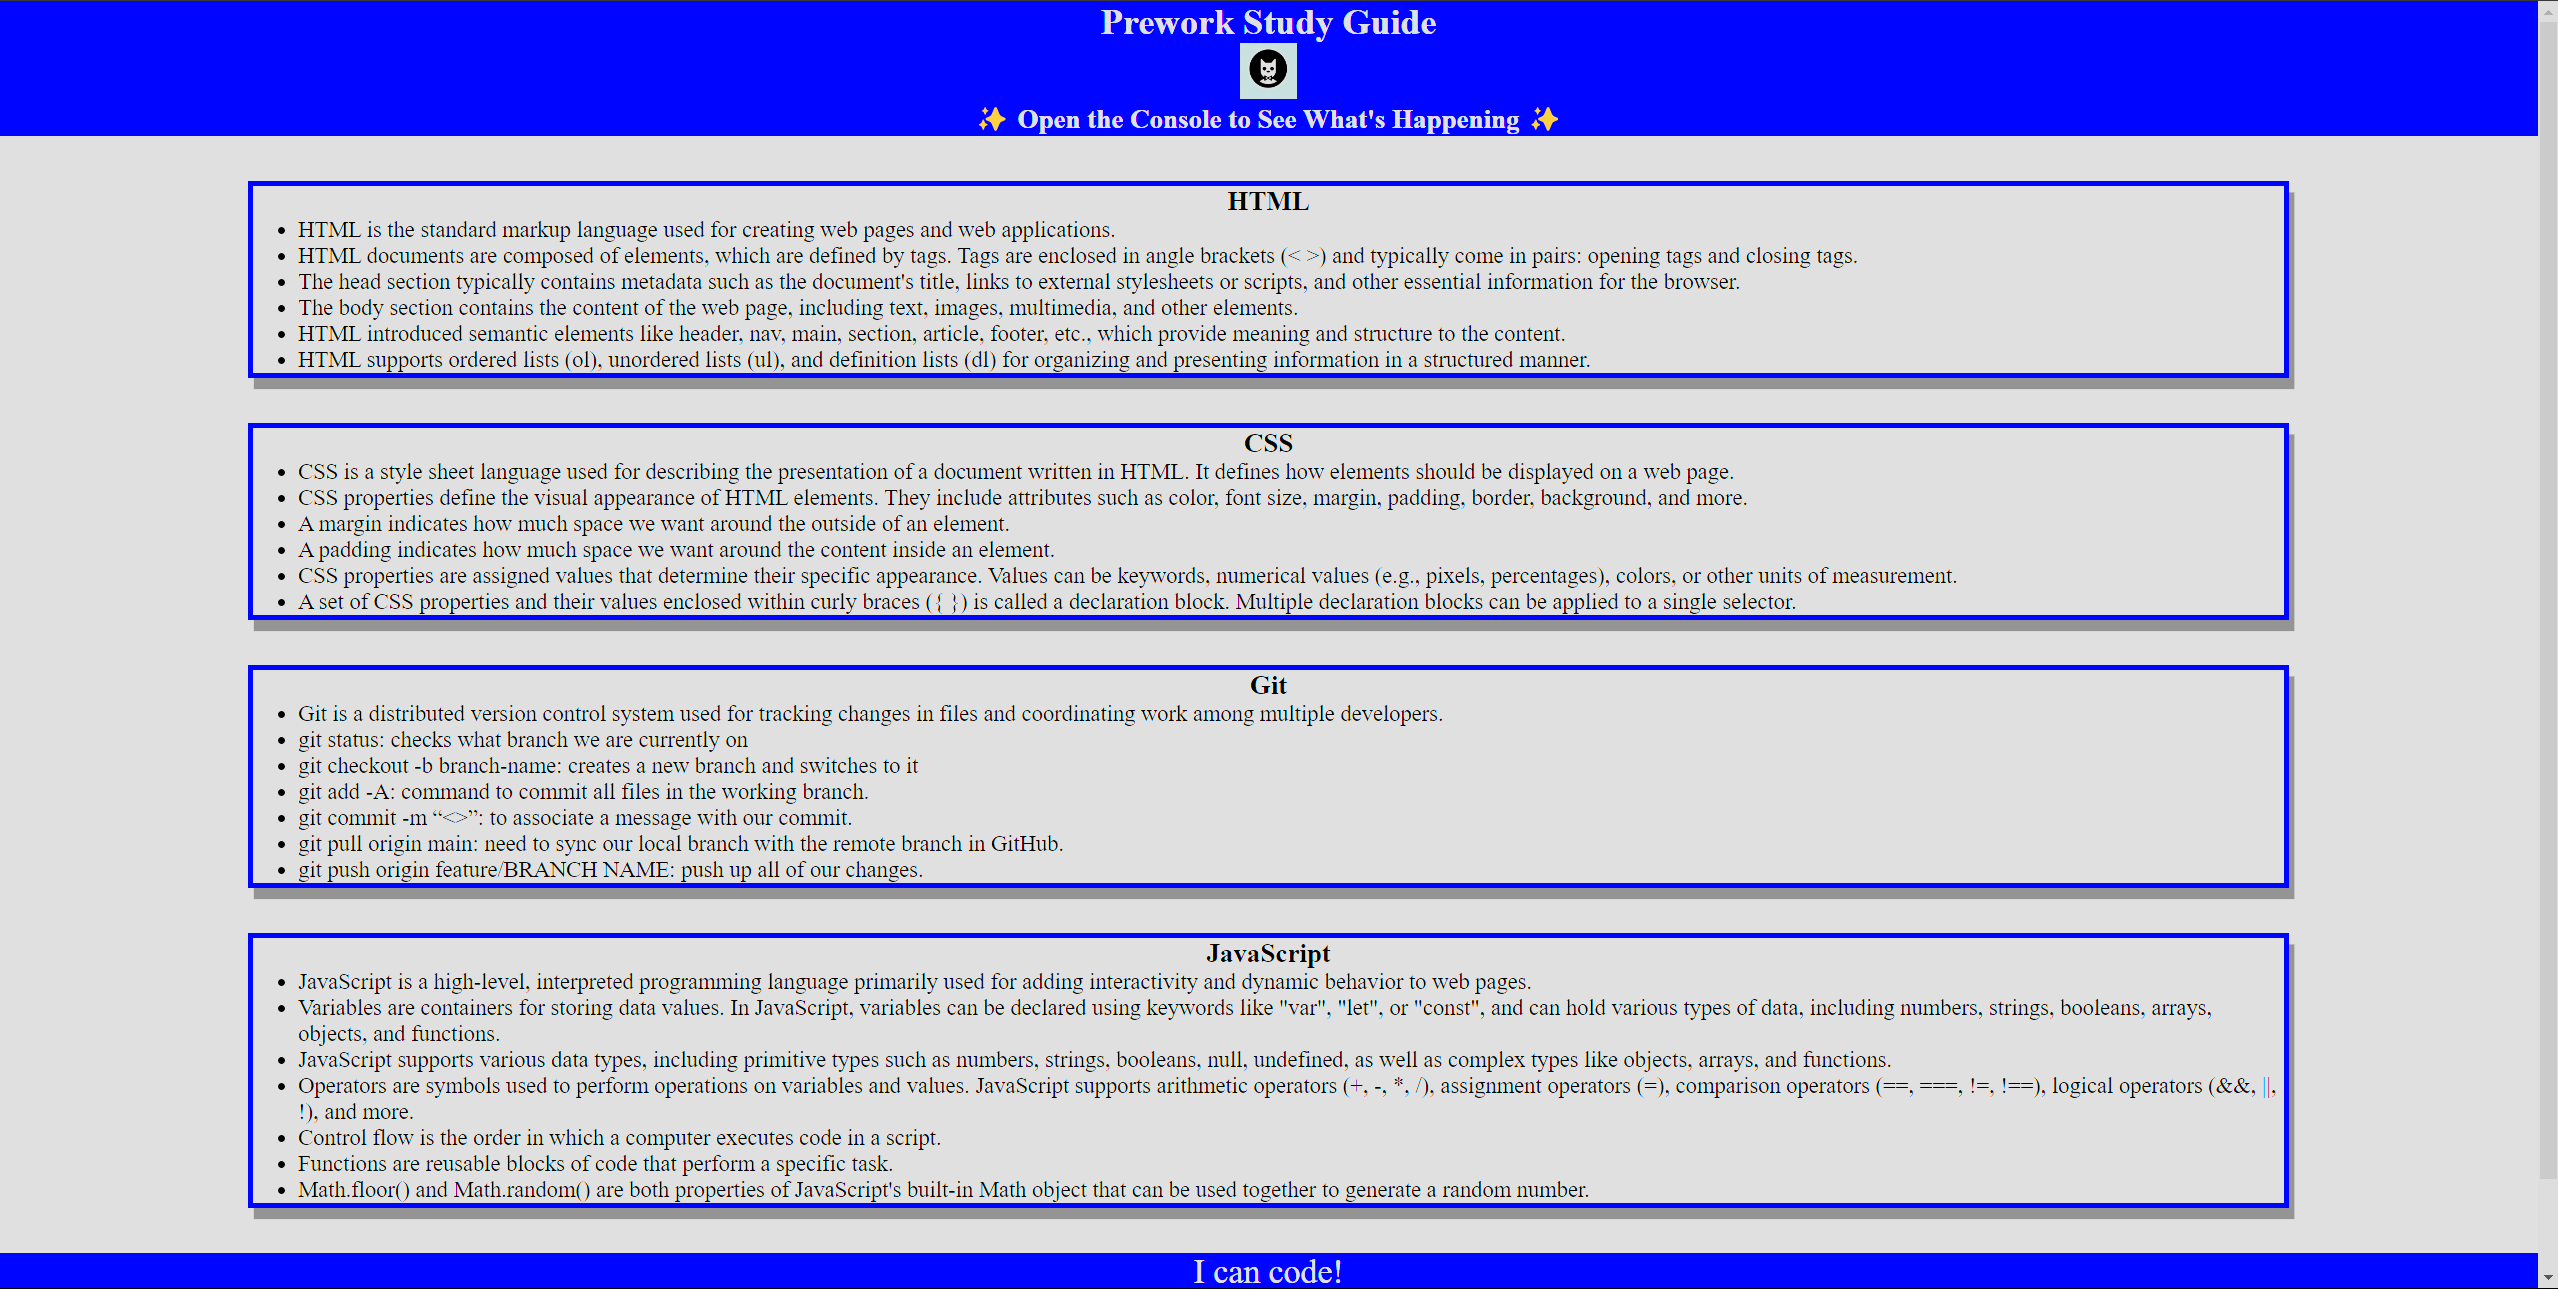 Prework Study Guide
✨ Open the Console to See What's Happening ✨
HTML
• HTML is the standard markup language used for creating web pages and web applications.
• HTML documents are composed of elements, which are defined by tags. Tags are enclosed in angle brackets (< >) and typically come in pairs: opening tags and closing tags.
• The head section typically contains metadata such as the document's title, links to external stylesheets or scripts, and other essential information for the browser.
• The body section contains the content of the web page, including text, images, multimedia, and other elements.
• HTML introduced semantic elements like header, nav, main, section, article, footer, etc., which provide meaning and structure to the content.
• HTML supports ordered lists (ol), unordered lists (ul), and definition lists (dl) for organizing and presenting information in a structured manner.
CSS
• CSS is a style sheet language used for describing the presentation of a document written in HTML. It defines how elements should be displayed on a web page.
• CSS properties define the visual appearance of HTML elements. They include attributes such as color, font size, margin, padding, border, background, and more.
• A margin indicates how much space we want around the outside of an element.
• A padding indicates how much space we want around the content inside an element.
• CSS properties are assigned values that determine their specific appearance. Values can be keywords, numerical values (e.g., pixels, percentages), colors, or other units of measurement.
• A set of CSS properties and their values enclosed within curly braces ({ }) is called a declaration block. Multiple declaration blocks can be applied to a single selector.
Git
• Git is a distributed version control system used for tracking changes in files and coordinating work among multiple developers.
• git status: checks what branch we are currently on
• git checkout -b branch-name: creates a new branch and switches to it
• git add -A: command to commit all files in the working branch.
• git commit -m “<>”: to associate a message with our commit.
• git pull origin main: need to sync our local branch with the remote branch in GitHub.
• git push origin feature/BRANCH NAME: push up all of our changes.
JavaScript
• JavaScript is a high-level, interpreted programming language primarily used for adding interactivity and dynamic behavior to web pages.
• Variables are containers for storing data values. In JavaScript, variables can be declared using keywords like "var", "let", or "const", and can hold various types of data, including numbers, strings, booleans, arrays,
objects, and functions.
• JavaScript supports various data types, including primitive types such as numbers, strings, booleans, null, undefined, as well as complex types like objects, arrays, and functions.
• Operators are symbols used to perform operations on variables and values. JavaScript supports arithmetic operators (+, -, *, /), assignment operators (=), comparison operators (==, ===, !=, !==), logical operators (&&, ||,
!), and more.
• Control flow is the order in which a computer executes code in a script.
• Functions are reusable blocks of code that perform a specific task.
• Math.floor() and Math.random() are both properties of JavaScript's built-in Math object that can be used together to generate a random number.
I can code!